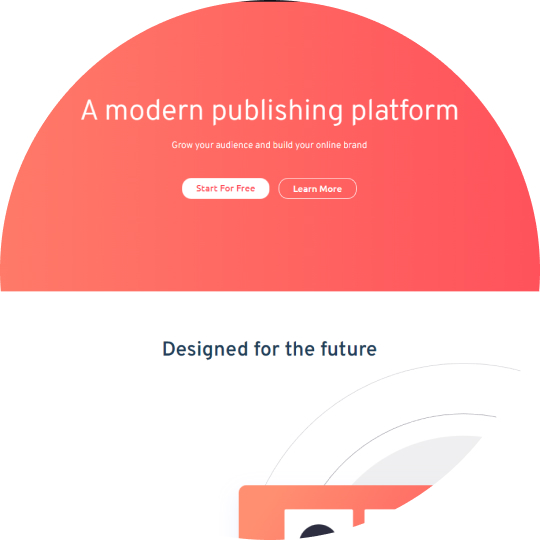 A modern publishing platform
Grow your audience and build your online brand
Start For Free
Learn More
Designed for the future